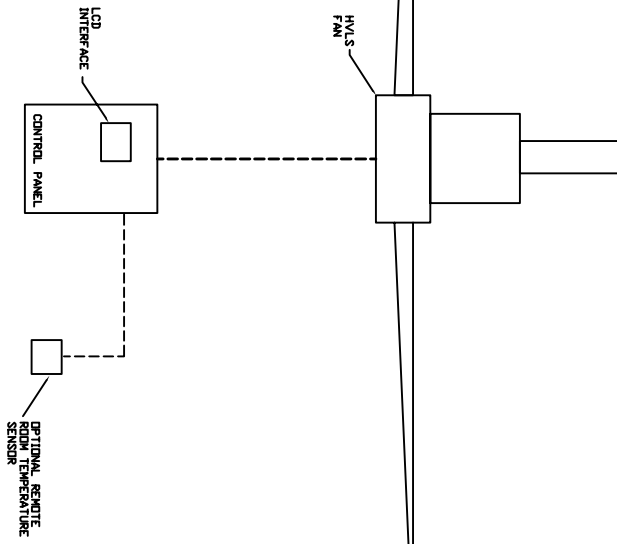 HVLS
FAN
LCD
INTERFACE
CONTROL PANEL
OPTIONAL REMOTE
ROOM TEMPERATURE
SENSOR